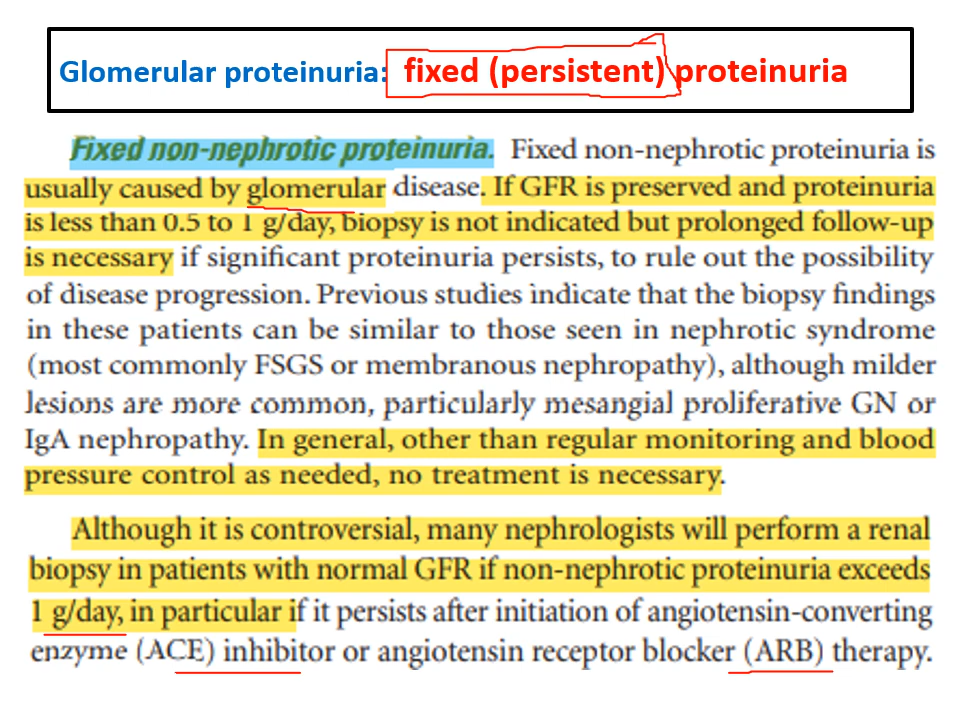 Glomerular proteinuria: fixed (persistent) proteinuria
Fixed non-nephrotic proteinuria. Fixed non-nephrotic proteinuria is
usually caused by glomerular disease. If GFR is preserved and proteinuria
is less than 0.5 to 1 g/day, biopsy is not indicated but prolonged follow-up
is necessary if significant proteinuria persists, to rule out the possibility
of disease progression. Previous studies indicate that the biopsy findings
in these patients can be similar to those seen in nephrotic syndrome
(most commonly FSGS or membranous nephropathy), although milder
lesions are more common, particularly mesangial proliferative GN or
IgA nephropathy. In general, other than regular monitoring and blood
pressure control as needed, no treatment is necessary.
Although it is controversial, many nephrologists will perform a renal
biopsy in patients with normal GFR if non-nephrotic proteinuria exceeds
1 g/day, in particular if it persists after initiation of angiotensin-converting
enzyme (ACE) inhibitor or angiotensin receptor blocker (ARB) therapy.